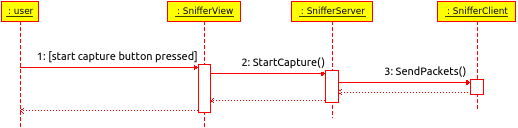 : user
: SnifferView
: SnifferServer
: SnifferClient
1: [start capture button pressed]
2: StartCapture()
3: SendPackets()